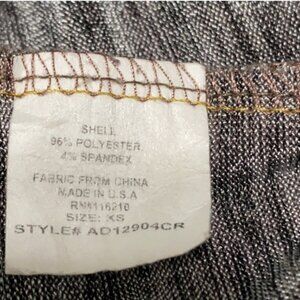 SHELL
96% POLYESTER
4% SPANDEX
FABRIC FROM CHINA
MADE IN U.S.A
RN#116210
SIZE: XS
STYLE# AD12904CR